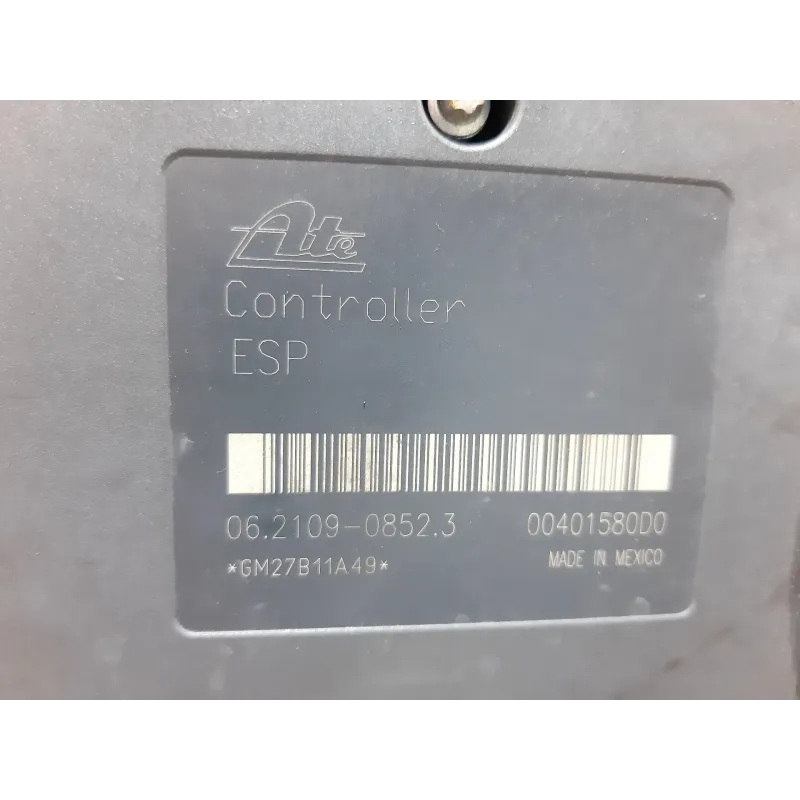 Ate
Controller
ESP
06.2109-0852.3 00401580D0
*GM27B11A49* MADE IN MEXICO